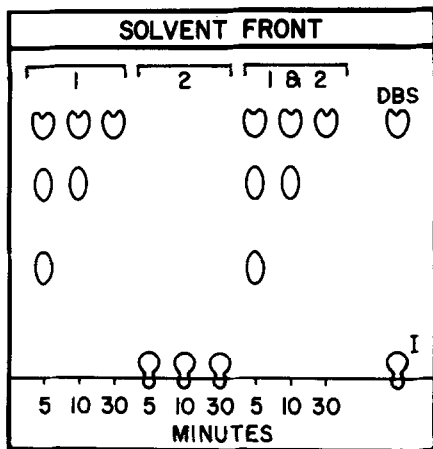 SOLVENT FRONT
1 2 1 & 2
DBS
I
5 10 30 5 10 30 5 10 30
MINUTES